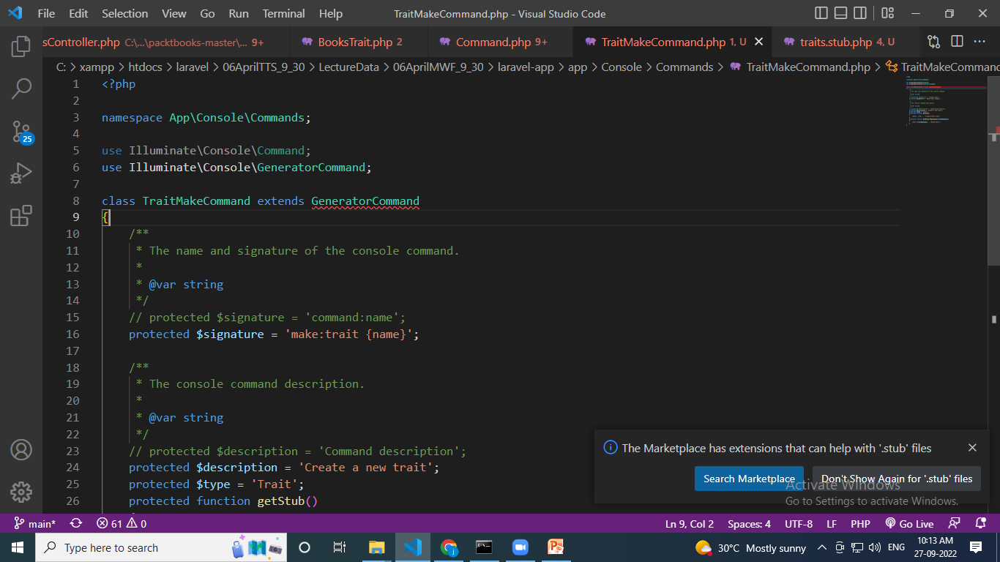 File Edit Selection View Go Run Terminal Help TraitMakeCommand.php - Visual Studio Code
sController.php C:\...\packtbooks-master\... 9+ BooksTrait.php 2 Command.php 9+ TraitMakeCommand.php 1, U traits.stub.php 4, U
C: > xampp > htdocs > laravel > 06AprilTTS_9_30 > LectureData > 06AprilMWF_9_30 > laravel-app > app > Console > Commands > TraitMakeCommand.php > TraitMakeCommand
1 <?php
2
3 namespace App\Console\Commands;
4
5 use Illuminate\Console\Command;
6 use Illuminate\Console\GeneratorCommand;
7
8 class TraitMakeCommand extends GeneratorCommand
9 {
10 /**
11 * The name and signature of the console command.
12 *
13 * @var string
14 */
15 // protected $signature = 'command:name';
16 protected $signature = 'make:trait {name}';
17
18 /**
19 * The console command description.
20 *
21 * @var string
22 */
23 // protected $description = 'Command description';
24 protected $description = 'Create a new trait';
25 protected $type = 'Trait';
26 protected function getStub()
25
The Marketplace has extensions that can help with '.stub' files
Search Marketplace Don't Show Again for '.stub' files
Activate Windows
Go to Settings to activate Windows.
main* 61 0 Ln 9, Col 2 Spaces: 4 UTF-8 LF PHP Go Live
Type here to search 30°C Mostly sunny ENG 10:13 AM
27-09-2022